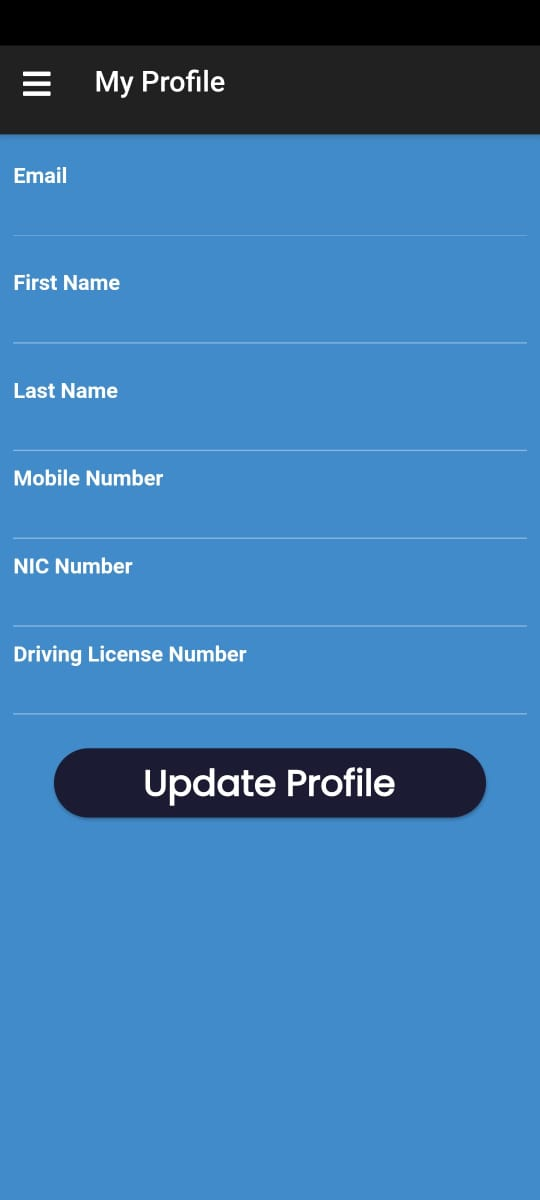 My Profile
Email
First Name
Last Name
Mobile Number
NIC Number
Driving License Number
Update Profile